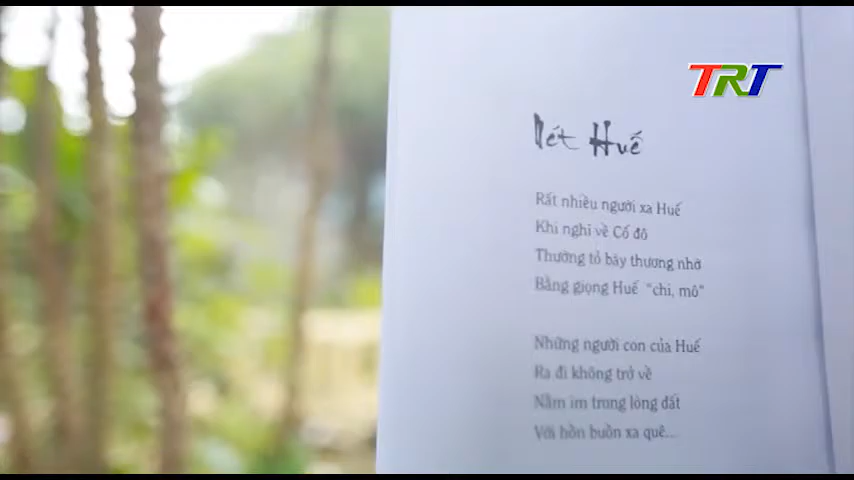 TRT
Nét Huế
Rất nhiều người xa Huế
Khi nghĩ về Cố đô
Thường tỏ bày thương nhớ
Bằng giọng Huế "chi, mô"
Những người con của Huế
Ra đi không trở về
Nằm im trong lòng đất
Với hồn buồn xa quê...